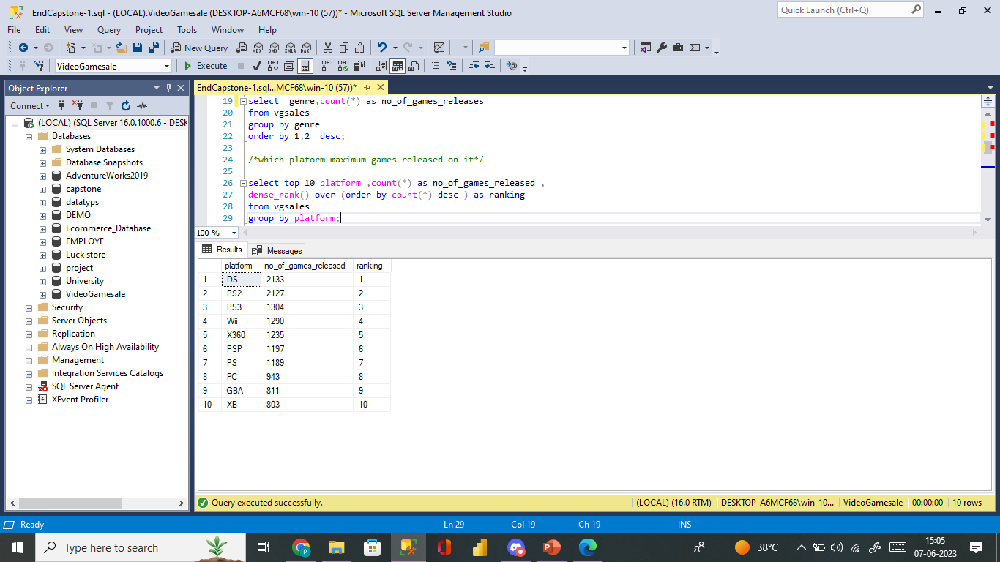 EndCapstone-1.sql - (LOCAL).VideoGamesale (DESKTOP-A6MCF68\win-10 (57))* - Microsoft SQL Server Management Studio
Quick Launch (Ctrl+Q)
File Edit View Query Project Tools Window Help
New Query MDX DMX XMLA DAX
VideoGamesale Execute
Object Explorer
Connect
(LOCAL) (SQL Server 16.0.1000.6 - DESK
Databases
System Databases
Database Snapshots
AdventureWorks2019
capstone
datatyps
DEMO
Ecommerce_Database
EMPLOYE
Luck store
project
University
VideoGamesale
Security
Server Objects
Replication
Always On High Availability
Management
Integration Services Catalogs
SQL Server Agent
XEvent Profiler
EndCapstone-1.sql...MCF68\win-10 (57))*
19 select  genre,count(*) as no_of_games_releases
20 from vgsales
21 group by genre
22 order by 1,2  desc;
23
24 /*which platorm maximum games released on it*/
25
26 select top 10 platform ,count(*) as no_of_games_released ,
27 dense_rank() over (order by count(*) desc ) as ranking
28 from vgsales
29 group by platform;
100 %
Results Messages
platform no_of_games_released ranking
1 DS 2133 1
2 PS2 2127 2
3 PS3 1304 3
4 Wii 1290 4
5 X360 1235 5
6 PSP 1197 6
7 PS 1189 7
8 PC 943 8
9 GBA 811 9
10 XB 803 10
Query executed successfully. (LOCAL) (16.0 RTM) DESKTOP-A6MCF68\win-10... VideoGamesale 00:00:00 10 rows
Ready Ln 29 Col 19 Ch 19 INS
Type here to search 38°C 15:05
07-06-2023